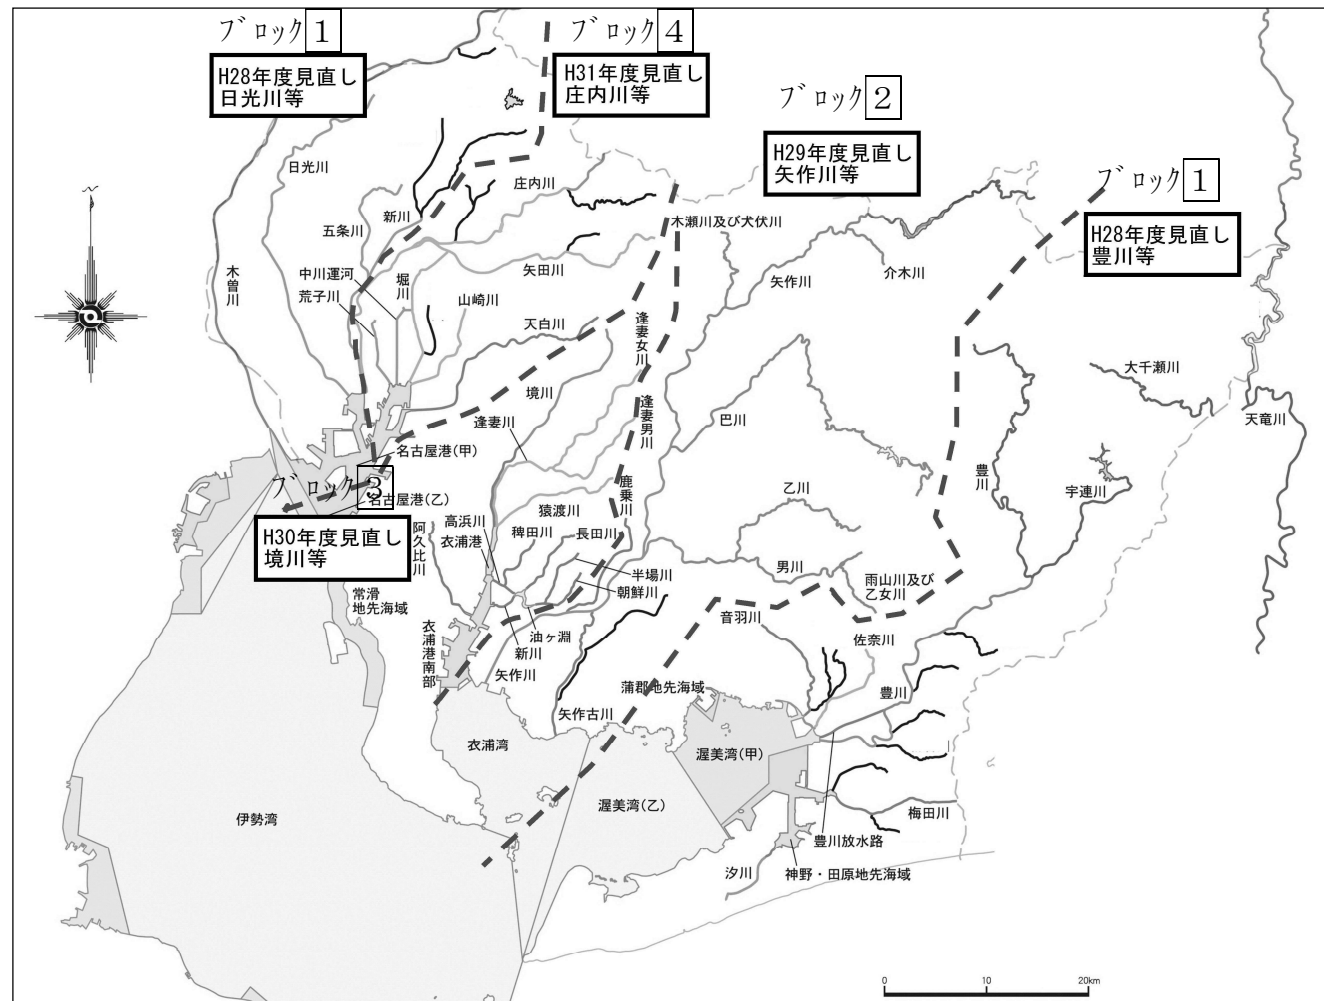 ブロック 1
H28年度見直し
日光川等
ブロック 4
H31年度見直し
庄内川等
ブロック 2
H29年度見直し
矢作川等
ブロック 1
H28年度見直し
豊川等
日光川
庄内川
新川
五条川
木瀬川及び犬伏川
中川運河
荒子川
堀川
矢田川
山崎川
木曽川
矢作川
介木川
天白川
逢妻女川
境川
逢妻川
逢妻男川
巴川
大千瀬川
天竜川
豊川
宇連川
名古屋港(甲)
ブロック 3
名古屋港(乙)
H30年度見直し
境川等
阿久比川
高浜川
衣浦港
猿渡川
稗田川
長田川
鹿乗川
乙川
半場川
朝鮮川
男川
雨山川及び
乙女川
常滑
地先海域
衣浦港南部
油ヶ淵
新川
矢作川
音羽川
佐奈川
豊川
蒲郡地先海域
矢作古川
衣浦湾
渥美湾(甲)
渥美湾(乙)
伊勢湾
梅田川
豊川放水路
汐川
神野・田原地先海域
0
10
20km